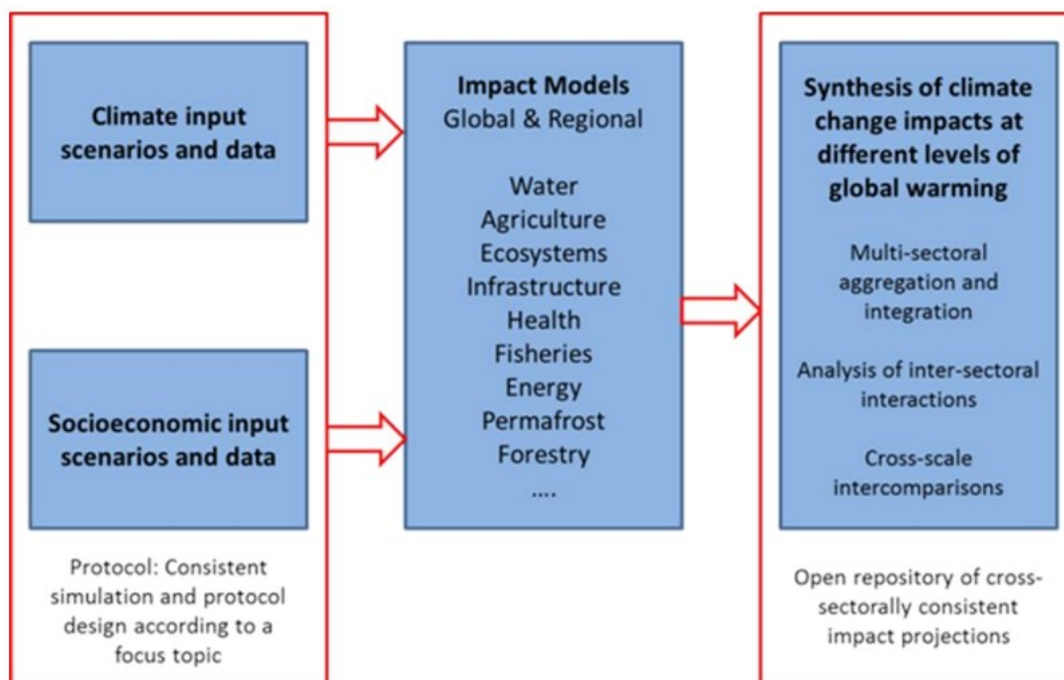 Climate input
scenarios and data
Socioeconomic input
scenarios and data
Protocol: Consistent
simulation and protocol
design according to a
focus topic
Impact Models
Global & Regional
Water
Agriculture
Ecosystems
Infrastructure
Health
Fisheries
Energy
Permafrost
Forestry
....
Synthesis of climate
change impacts at
different levels of
global warming
Multi-sectoral
aggregation and
integration
Analysis of inter-sectoral
interactions
Cross-scale
intercomparisons
Open repository of cross-
sectorally consistent
impact projections